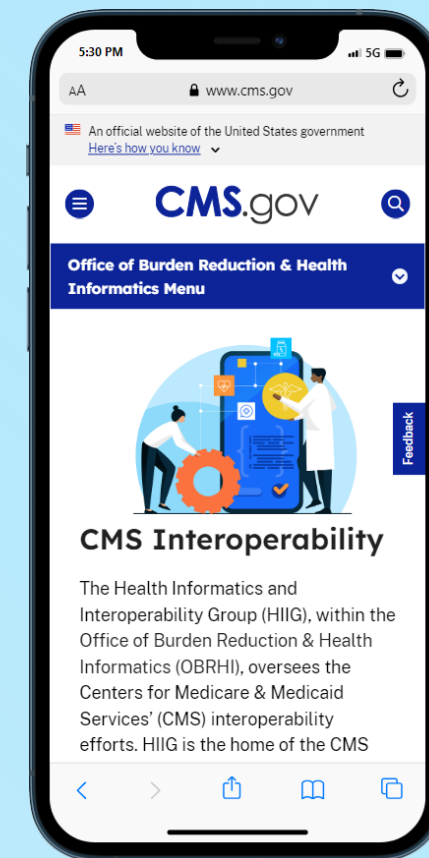 5:30 PM
5G
AA
www.cms.gov
An official website of the United States government
Here's how you know
CMS.gov
Office of Burden Reduction & Health
Informatics Menu
Feedback
CMS Interoperability
The Health Informatics and
Interoperability Group (HIIG), within the
Office of Burden Reduction & Health
Informatics (OBRHI), oversees the
Centers for Medicare & Medicaid
Services’ (CMS) interoperability
efforts. HIIG is the home of the CMS